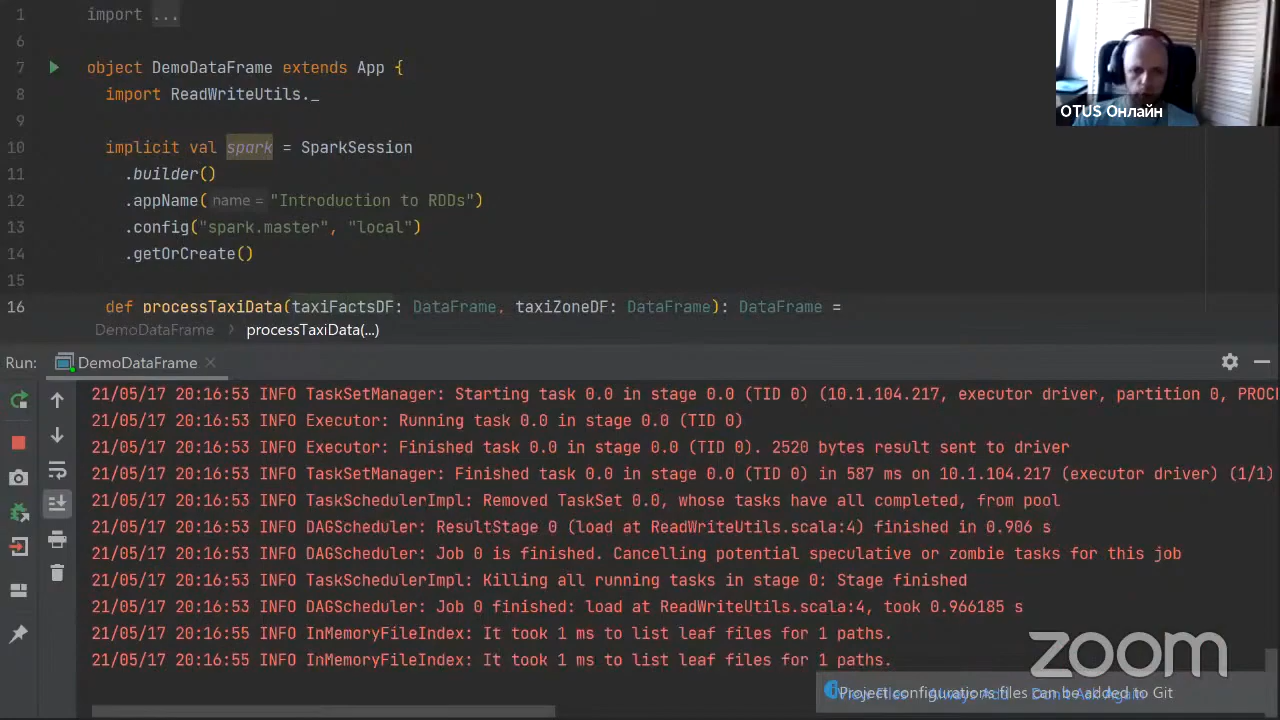 1 import ...
6
7 object DemoDataFrame extends App {
8 import ReadWriteUtils._
9
10 implicit val spark = SparkSession
11 .builder()
12 .appName( name = "Introduction to RDDs")
13 .config("spark.master", "local")
14 .getOrCreate()
15
16 def processTaxiData(taxiFactsDF: DataFrame, taxiZoneDF: DataFrame): DataFrame =
DemoDataFrame > processTaxiData(...)
OTUS Онлайн
Run: DemoDataFrame
21/05/17 20:16:53 INFO TaskSetManager: Starting task 0.0 in stage 0.0 (TID 0) (10.1.104.217, executor driver, partition 0, PROC
21/05/17 20:16:53 INFO Executor: Running task 0.0 in stage 0.0 (TID 0)
21/05/17 20:16:53 INFO Executor: Finished task 0.0 in stage 0.0 (TID 0). 2520 bytes result sent to driver
21/05/17 20:16:53 INFO TaskSetManager: Finished task 0.0 in stage 0.0 (TID 0) in 587 ms on 10.1.104.217 (executor driver) (1/1)
21/05/17 20:16:53 INFO TaskSchedulerImpl: Removed TaskSet 0.0, whose tasks have all completed, from pool
21/05/17 20:16:53 INFO DAGScheduler: ResultStage 0 (load at ReadWriteUtils.scala:4) finished in 0.906 s
21/05/17 20:16:53 INFO DAGScheduler: Job 0 is finished. Cancelling potential speculative or zombie tasks for this job
21/05/17 20:16:53 INFO TaskSchedulerImpl: Killing all running tasks in stage 0: Stage finished
21/05/17 20:16:53 INFO DAGScheduler: Job 0 finished: load at ReadWriteUtils.scala:4, took 0.966185 s
21/05/17 20:16:55 INFO InMemoryFileIndex: It took 1 ms to list leaf files for 1 paths.
21/05/17 20:16:55 INFO InMemoryFileIndex: It took 1 ms to list leaf files for 1 paths.
zoom
Project configurations files can be added to Git